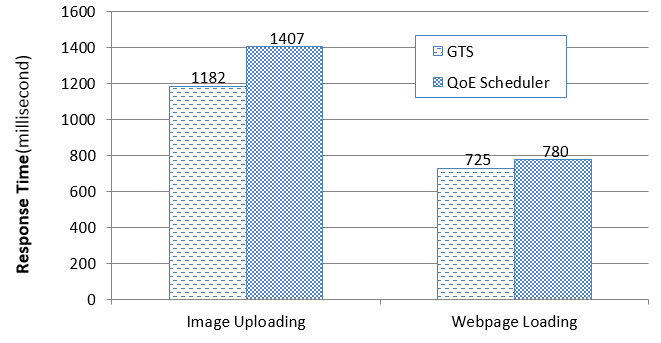 1600
1400
1200
1000
800
600
400
200
0
Response Time(millisecond)
1182
1407
725
780
GTS
QoE Scheduler
Image Uploading
Webpage Loading